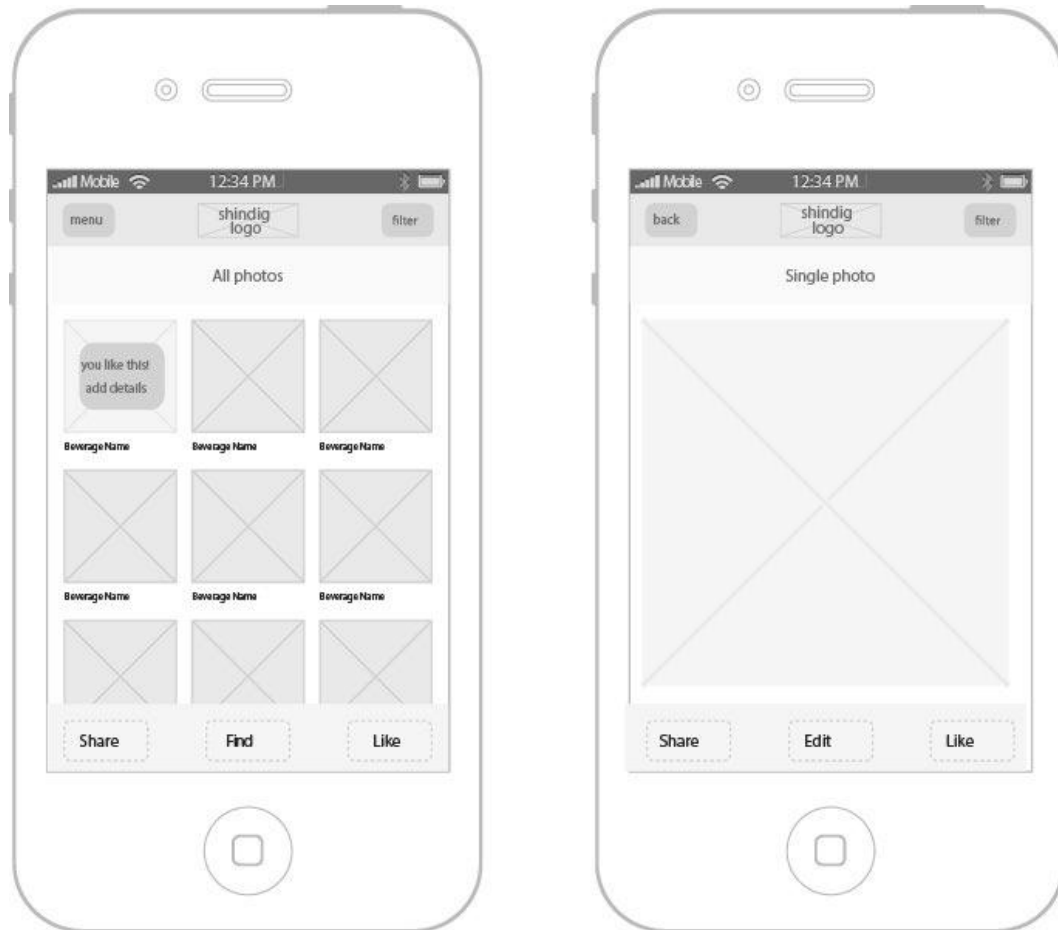 Mobile 12:34 PM
menu shindig logo filter
All photos
you like this!
add details
Beverage Name Beverage Name Beverage Name
Beverage Name Beverage Name Beverage Name
Share Find Like
Mobile 12:34 PM
back shindig logo filter
Single photo
Share Edit Like